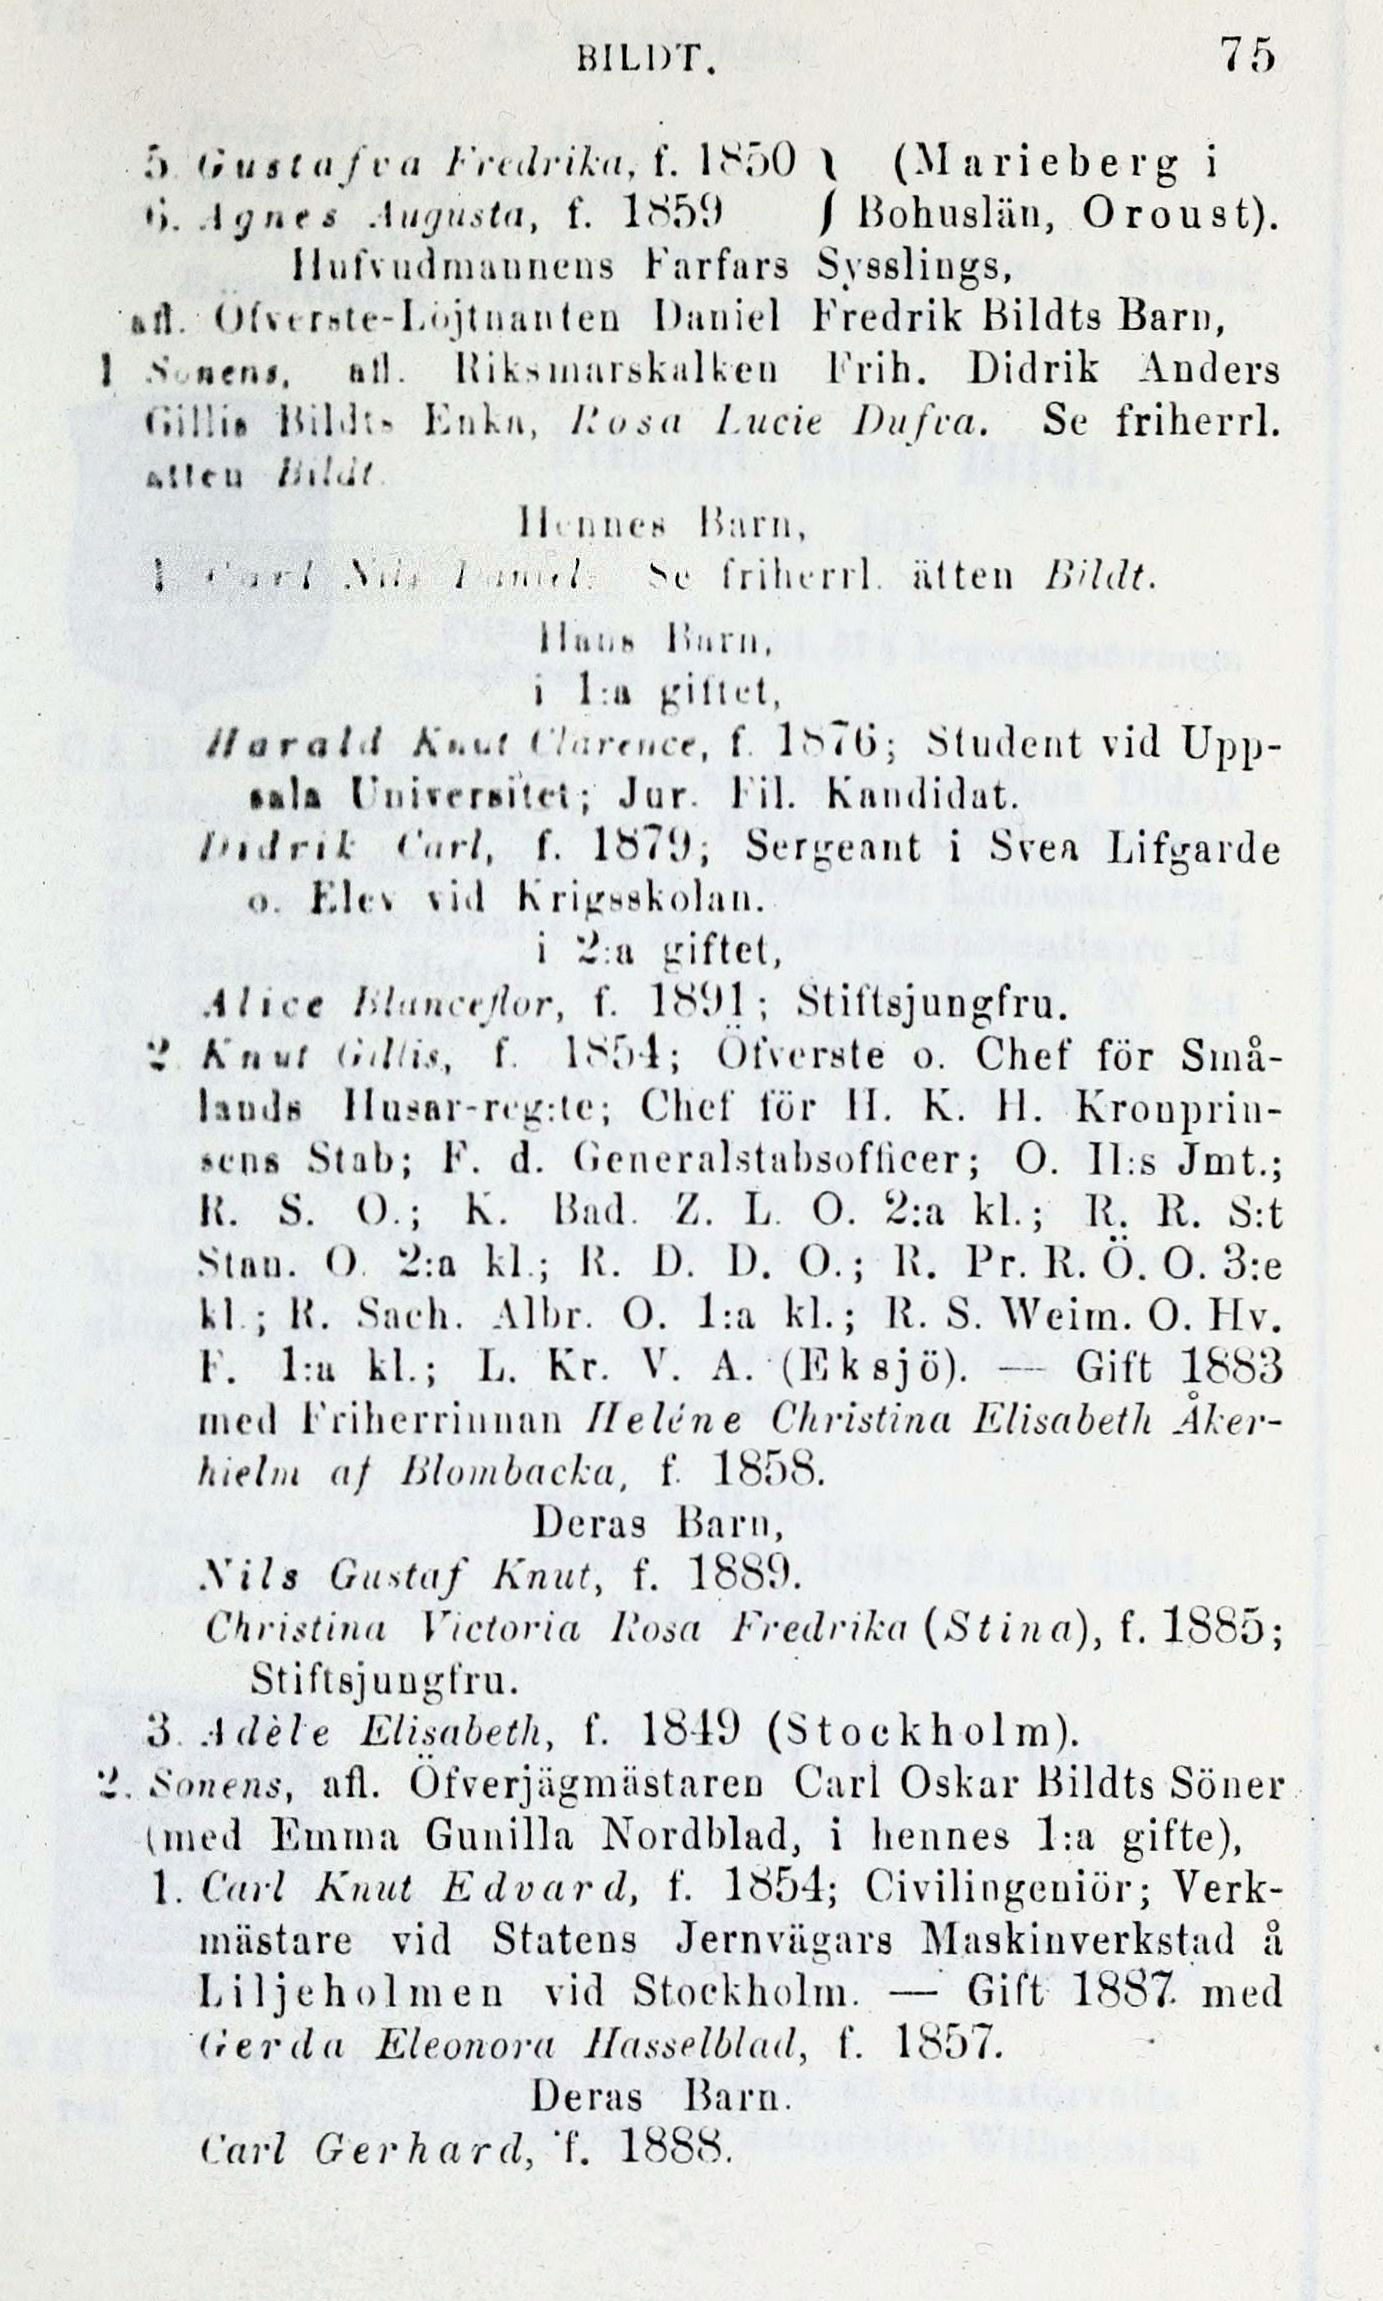 BILDT. 75
5. Gustafva Fredrika, f. 1850 } (Marieberg i
6. Agnes Augusta, f. 1859 } Bohuslän, Oroust).
Hufvudmannens Farfars Sysslings,
afl. Öfverste-Löjtnanten Daniel Fredrik Bildts Barn,
1 Sonens, afl. Riksmarskalken Frih. Didrik Anders
Gillis Bildts Enka, Rosa Lucie Dufva. Se friherrl.
ätten Bildt.
Hennes Barn,
1 Carl Nils Daniel. Se friherrl. ätten Bildt.
Hans Barn,
i 1:a giftet,
Harald Knut Clarence, f. 1876; Student vid Upp-
sala Universitet; Jur. Fil. Kandidat.
Didrik Carl, f. 1879; Sergeant i Svea Lifgarde
o. Elev vid Krigsskolan.
i 2:a giftet,
Alice Blanceflor, f. 1891; Stiftsjungfru.
2 Knut Gillis, f. 1854; Öfverste o. Chef för Små-
lands Husar-reg:te; Chef för H. K. H. Kronprin-
sens Stab; F. d. Generalstabsofficer; O. II:s Jmt.;
R. S. O.; K. Bad. Z. L. O. 2:a kl.; R. R. S:t
Stan. O. 2:a kl.; R. D. D. O.; R. Pr. R. Ö. O. 3:e
kl.; R. Sach. Albr. O. 1:a kl.; R. S. Weim. O. Hv.
F. 1:a kl.; L. Kr. V. A. (Eksjö). — Gift 1883
med Friherrinnan Heléne Christina Elisabeth Åker-
hielm af Blombacka, f. 1858.
Deras Barn,
Nils Gustaf Knut, f. 1889.
Christina Victoria Rosa Fredrika (Stina), f. 1885;
Stiftsjungfru.
3. Adèle Elisabeth, f. 1849 (Stockholm).
2. Sonens, afl. Öfverjägmästaren Carl Oskar Bildts Söner
(med Emma Gunilla Nordblad, i hennes 1:a gifte),
1. Carl Knut Edvard, f. 1854; Civilingeniör; Verk-
mästare vid Statens Jernvägars Maskinverkstad å
Liljeholmen vid Stockholm. — Gift 1887 med
Gerda Eleonora Hasselblad, f. 1857.
Deras Barn.
Carl Gerhard, f. 1888.